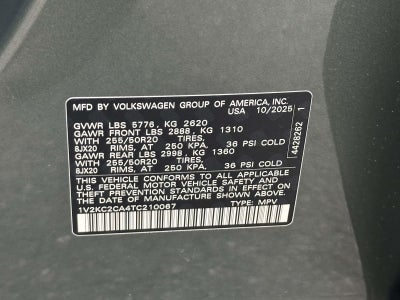 MFD. BY VOLKSWAGEN GROUP OF AMERICA, INC.
USA 10/2025
GVWR LBS 5776, KG 2620
GAWR FRONT LBS 2888, KG 1310
WITH 255/50R20 TIRES,
8JX20 RIMS, AT 250 KPA, 36 PSI COLD
GAWR REAR LBS 2998, KG 1360
WITH 255/50R20 TIRES,
8JX20 RIMS, AT 250 KPA, 36 PSI COLD
THIS VEHICLE CONFORMS TO ALL APPLICABLE
U.S. FEDERAL MOTOR VEHICLE SAFETY AND
THEFT PREVENTION STANDARDS IN EFFECT ON
THE DATE OF MANUFACTURE SHOWN ABOVE.
1V2KC2CA4TC210067 TYPE: MPV
4428262 1